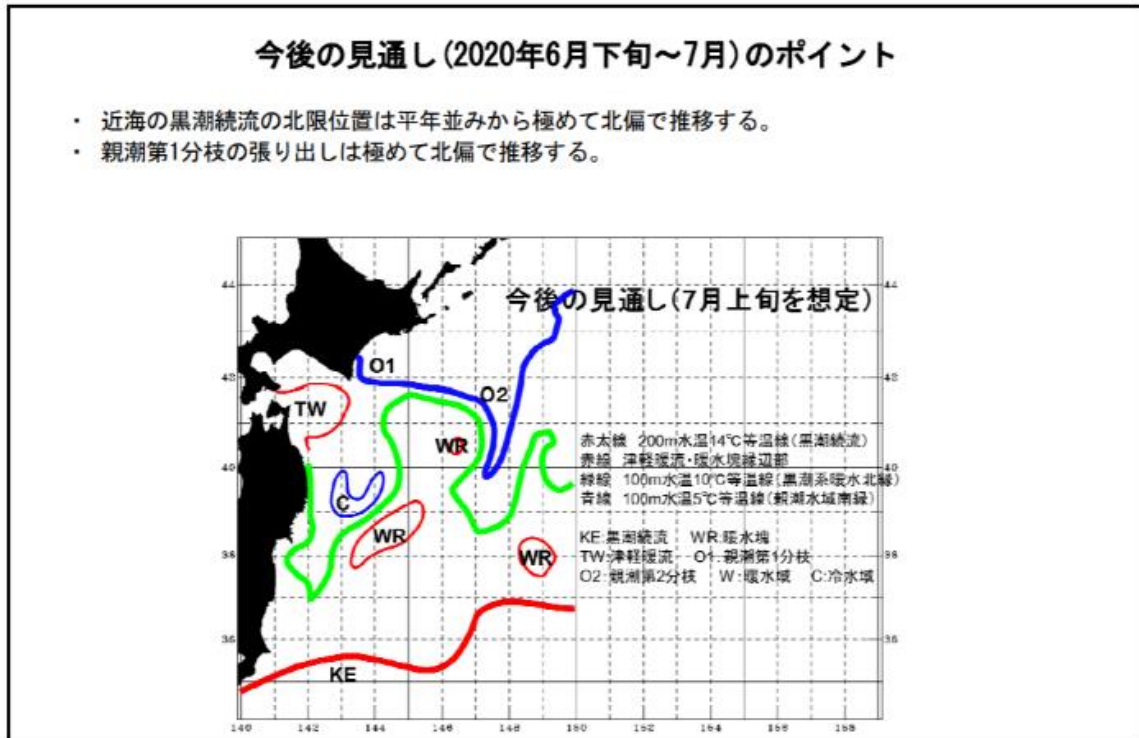 今後の見通し(2020年6月下旬～7月)のポイント
・ 近海の黒潮続流の北限位置は平年並みから極めて北偏で推移する。
・ 親潮第1分枝の張り出しは極めて北偏で推移する。
今後の見通し(7月上旬を想定)
44 44
O1
42 42
O2
TW
WR
赤太線 200m水温14℃等温線(黒潮続流)
赤線 津軽暖流・暖水塊縁辺部
40 40
緑線 100m水温10℃等温線(黒潮系暖水北縁)
青線 100m水温5℃等温線(親潮水域南縁)
C
WR
KE:黒潮続流 WR:暖水塊
WR
38 38
TW:津軽暖流 O1:親潮第1分枝
O2:親潮第2分枝 W:暖水域 C:冷水域
36 36
KE
140 142 144 146 148 150 152 154 156 158